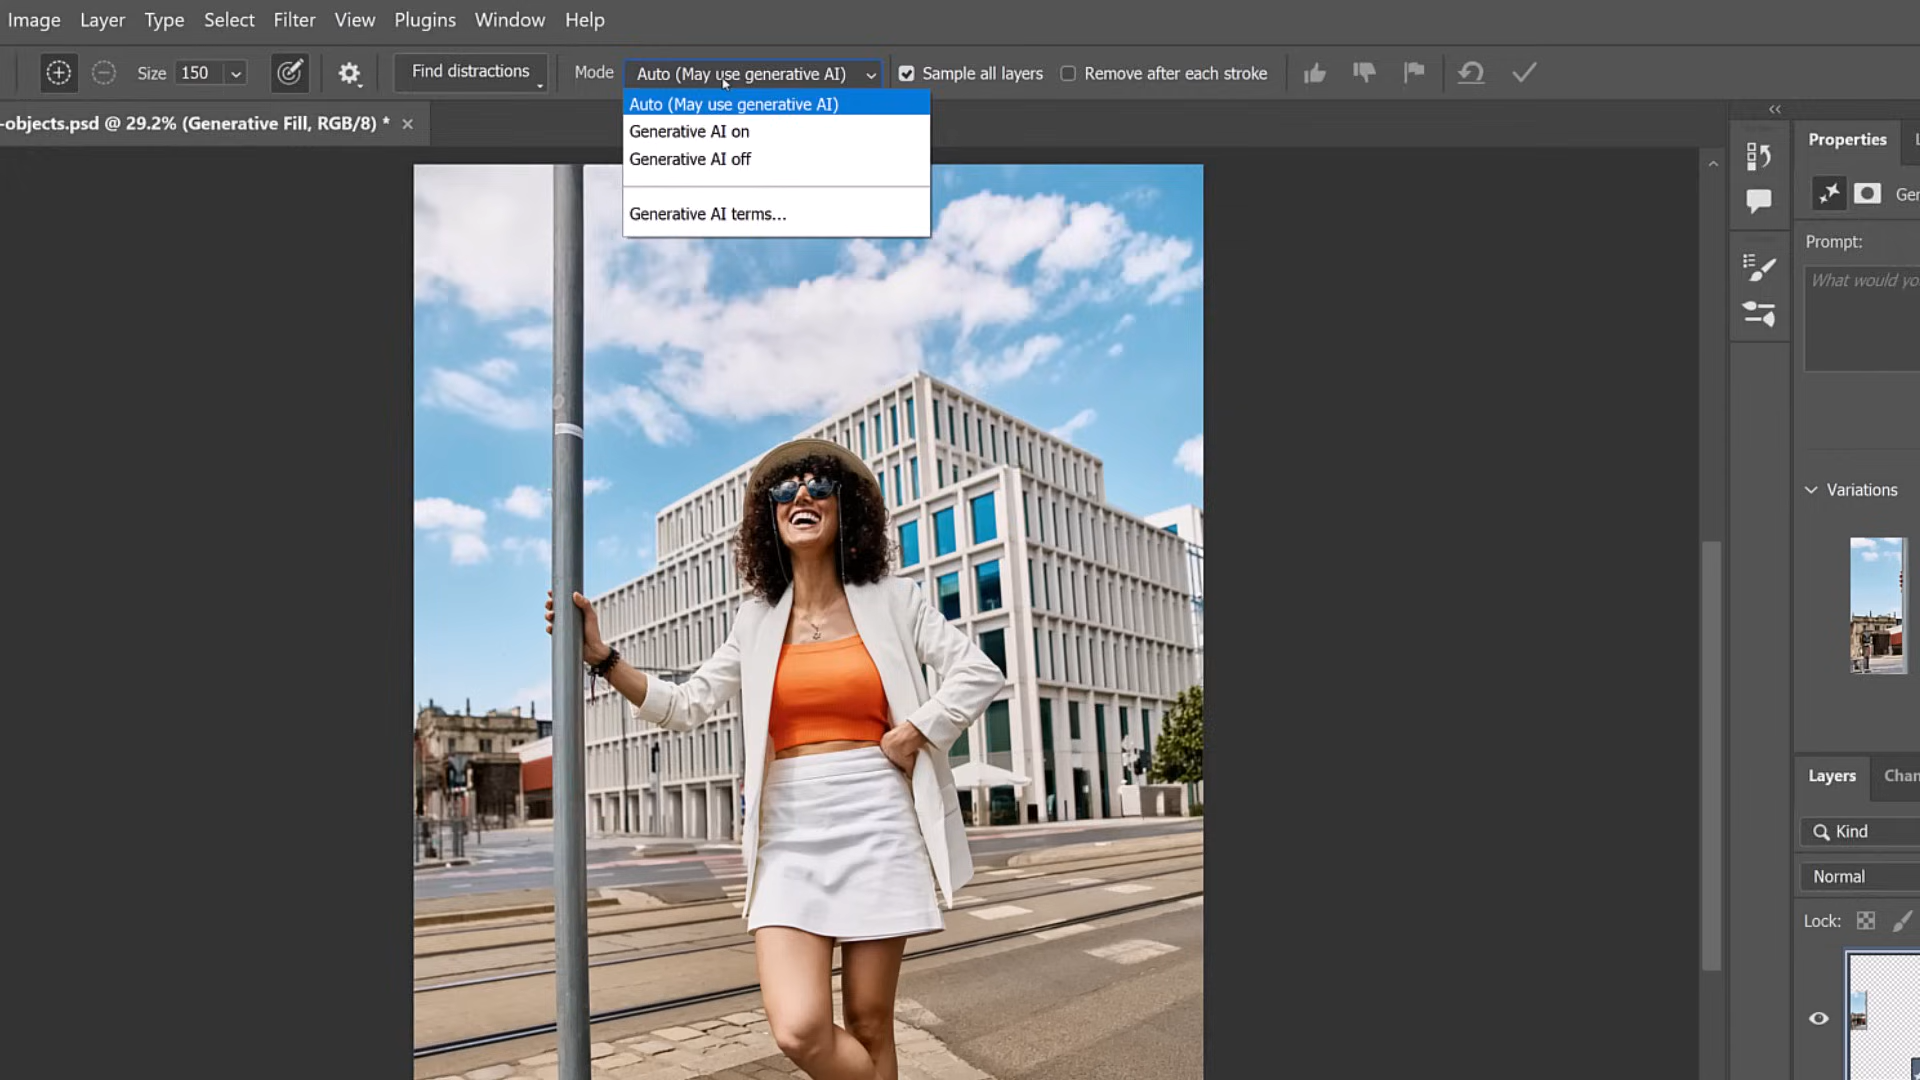 Image Layer Type Select Filter View Plugins Window Help
Size 150 Find distractions Mode Auto (May use generative AI) Sample all layers Remove after each stroke
Auto (May use generative AI)
Generative AI on
Generative AI off
Generative AI terms...
-objects.psd @ 29.2% (Generative Fill, RGB/8) *
Properties
Ger
Prompt:
What would yo
Variations
Layers Chan
Kind
Normal
Lock: